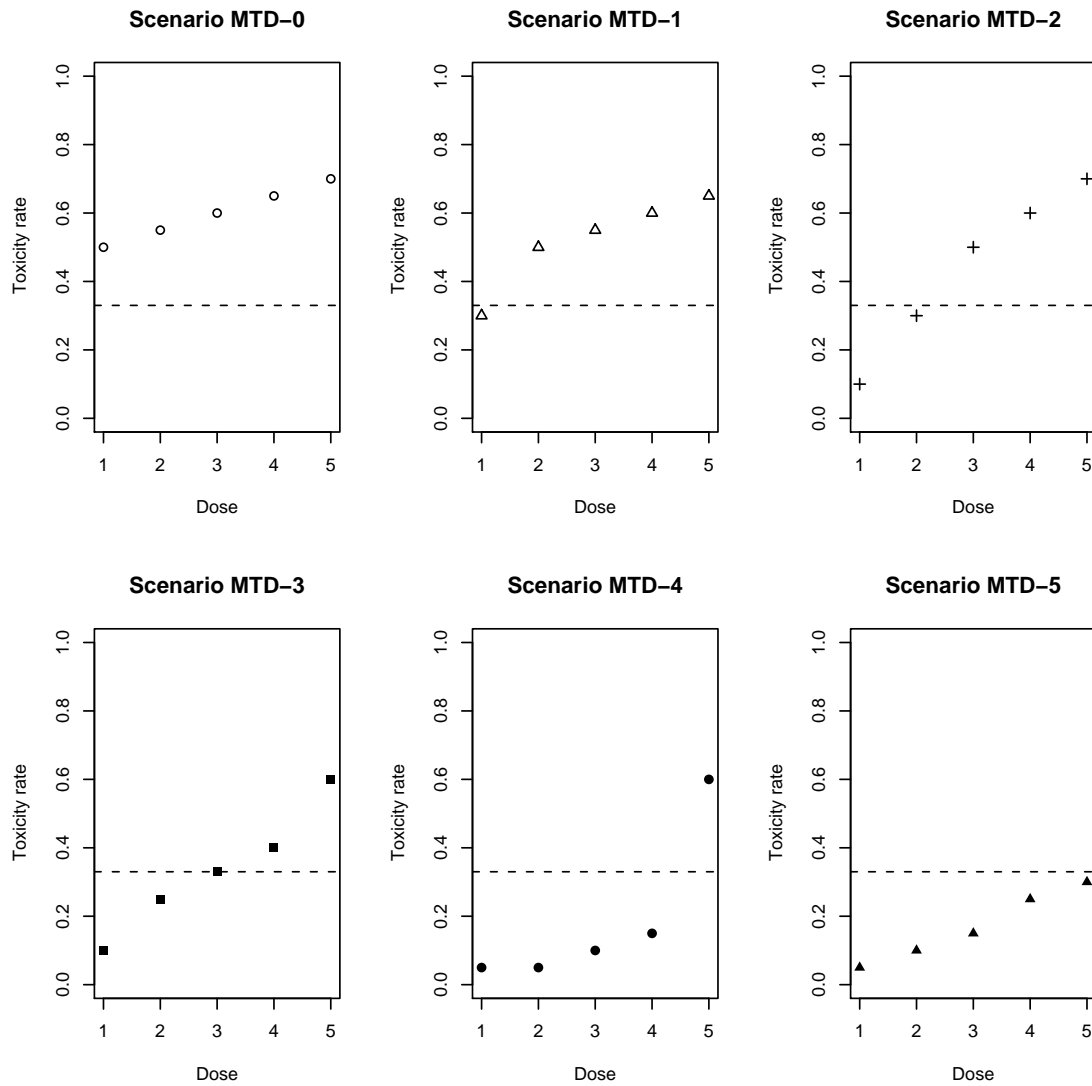 Scenario MTD−0
Toxicity rate
1.0
0.8
0.6
0.4
0.2
0.0
1 2 3 4 5
Dose
Scenario MTD−1
Toxicity rate
1.0
0.8
0.6
0.4
0.2
0.0
1 2 3 4 5
Dose
Scenario MTD−2
Toxicity rate
1.0
0.8
0.6
0.4
0.2
0.0
1 2 3 4 5
Dose
Scenario MTD−3
Toxicity rate
1.0
0.8
0.6
0.4
0.2
0.0
1 2 3 4 5
Dose
Scenario MTD−4
Toxicity rate
1.0
0.8
0.6
0.4
0.2
0.0
1 2 3 4 5
Dose
Scenario MTD−5
Toxicity rate
1.0
0.8
0.6
0.4
0.2
0.0
1 2 3 4 5
Dose